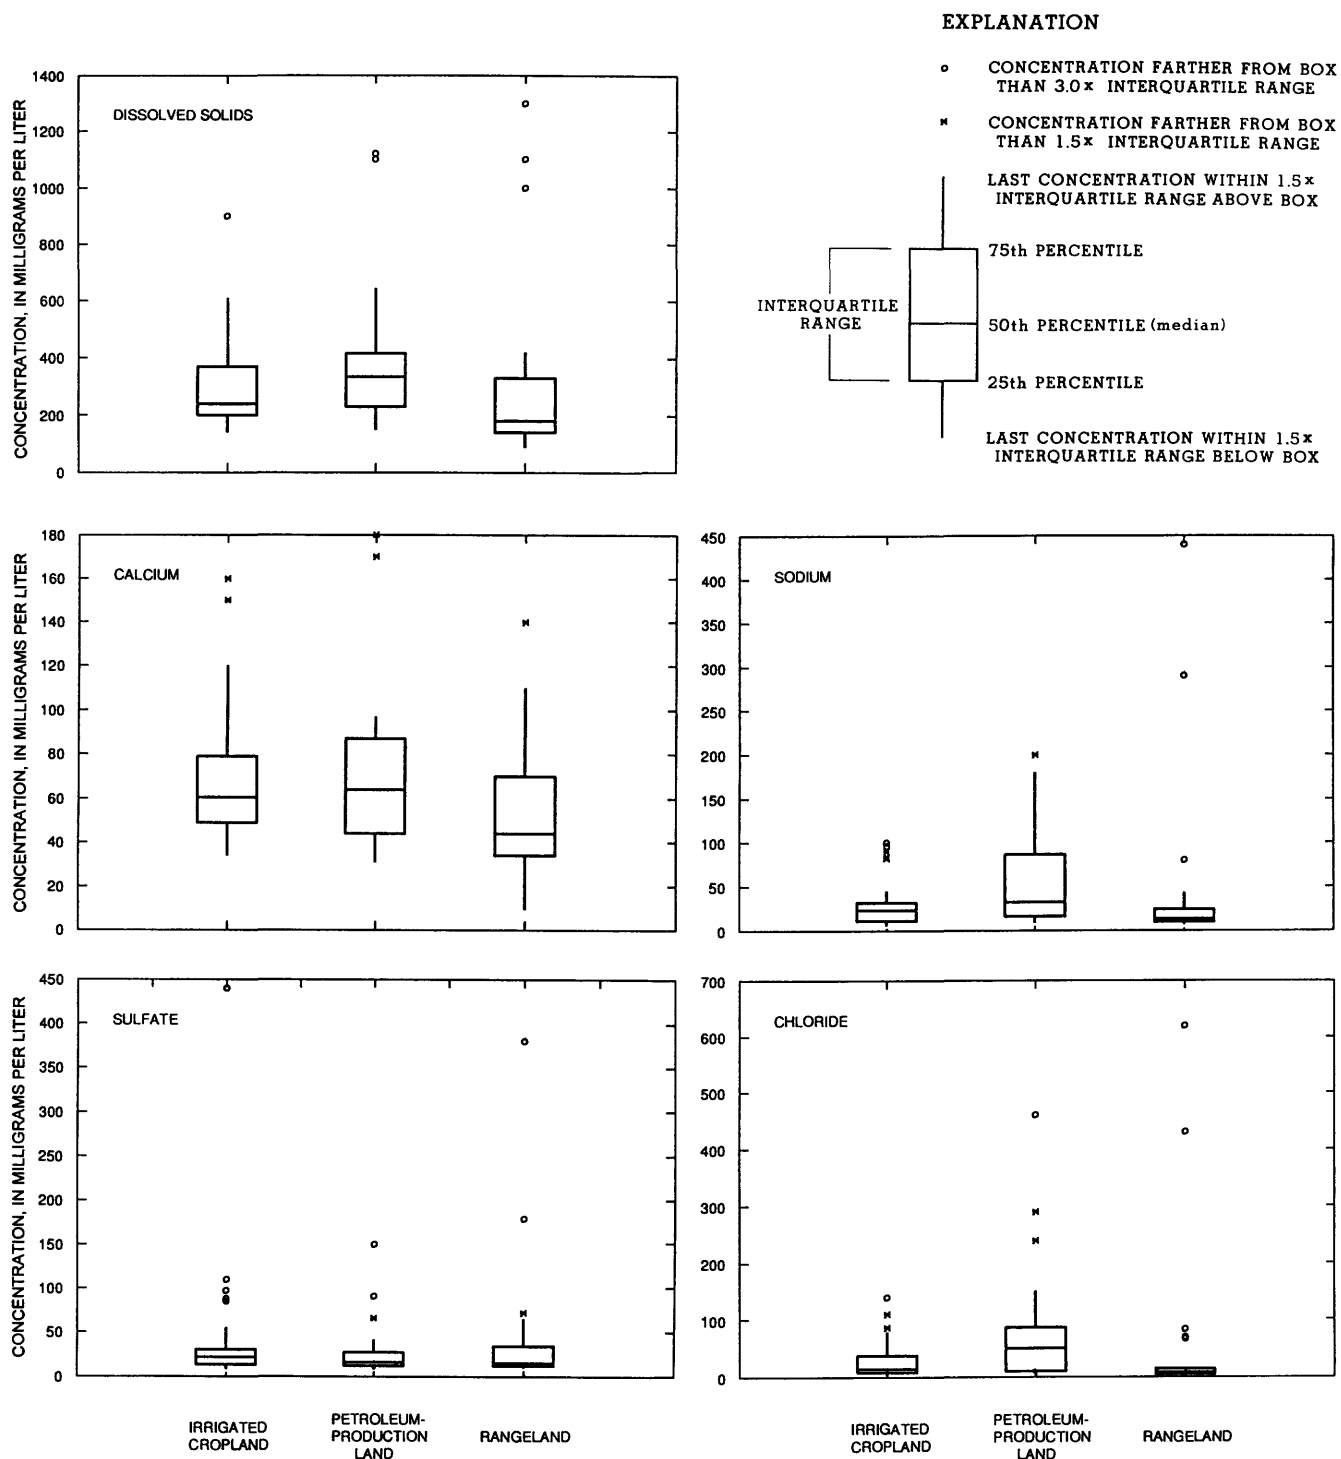 EXPLANATION
CONCENTRATION FARTHER FROM BOX
THAN 3.0x INTERQUARTILE RANGE
CONCENTRATION FARTHER FROM BOX
THAN 1.5x INTERQUARTILE RANGE
LAST CONCENTRATION WITHIN 1.5x
INTERQUARTILE RANGE ABOVE BOX
75th PERCENTILE
INTERQUARTILE
RANGE
50th PERCENTILE (median)
25th PERCENTILE
LAST CONCENTRATION WITHIN 1.5x
INTERQUARTILE RANGE BELOW BOX
CONCENTRATION, IN MILLIGRAMS PER LITER
DISSOLVED SOLIDS
1400
1200
1000
800
600
400
200
0
CONCENTRATION, IN MILLIGRAMS PER LITER
CALCIUM
180
160
140
120
100
80
60
40
20
0
SODIUM
450
400
350
300
250
200
150
100
50
0
CONCENTRATION, IN MILLIGRAMS PER LITER
SULFATE
450
400
350
300
250
200
150
100
50
0
CHLORIDE
700
600
500
400
300
200
100
0
IRRIGATED
CROPLAND
PETROLEUM-
PRODUCTION
LAND
RANGELAND
IRRIGATED
CROPLAND
PETROLEUM-
PRODUCTION
LAND
RANGELAND